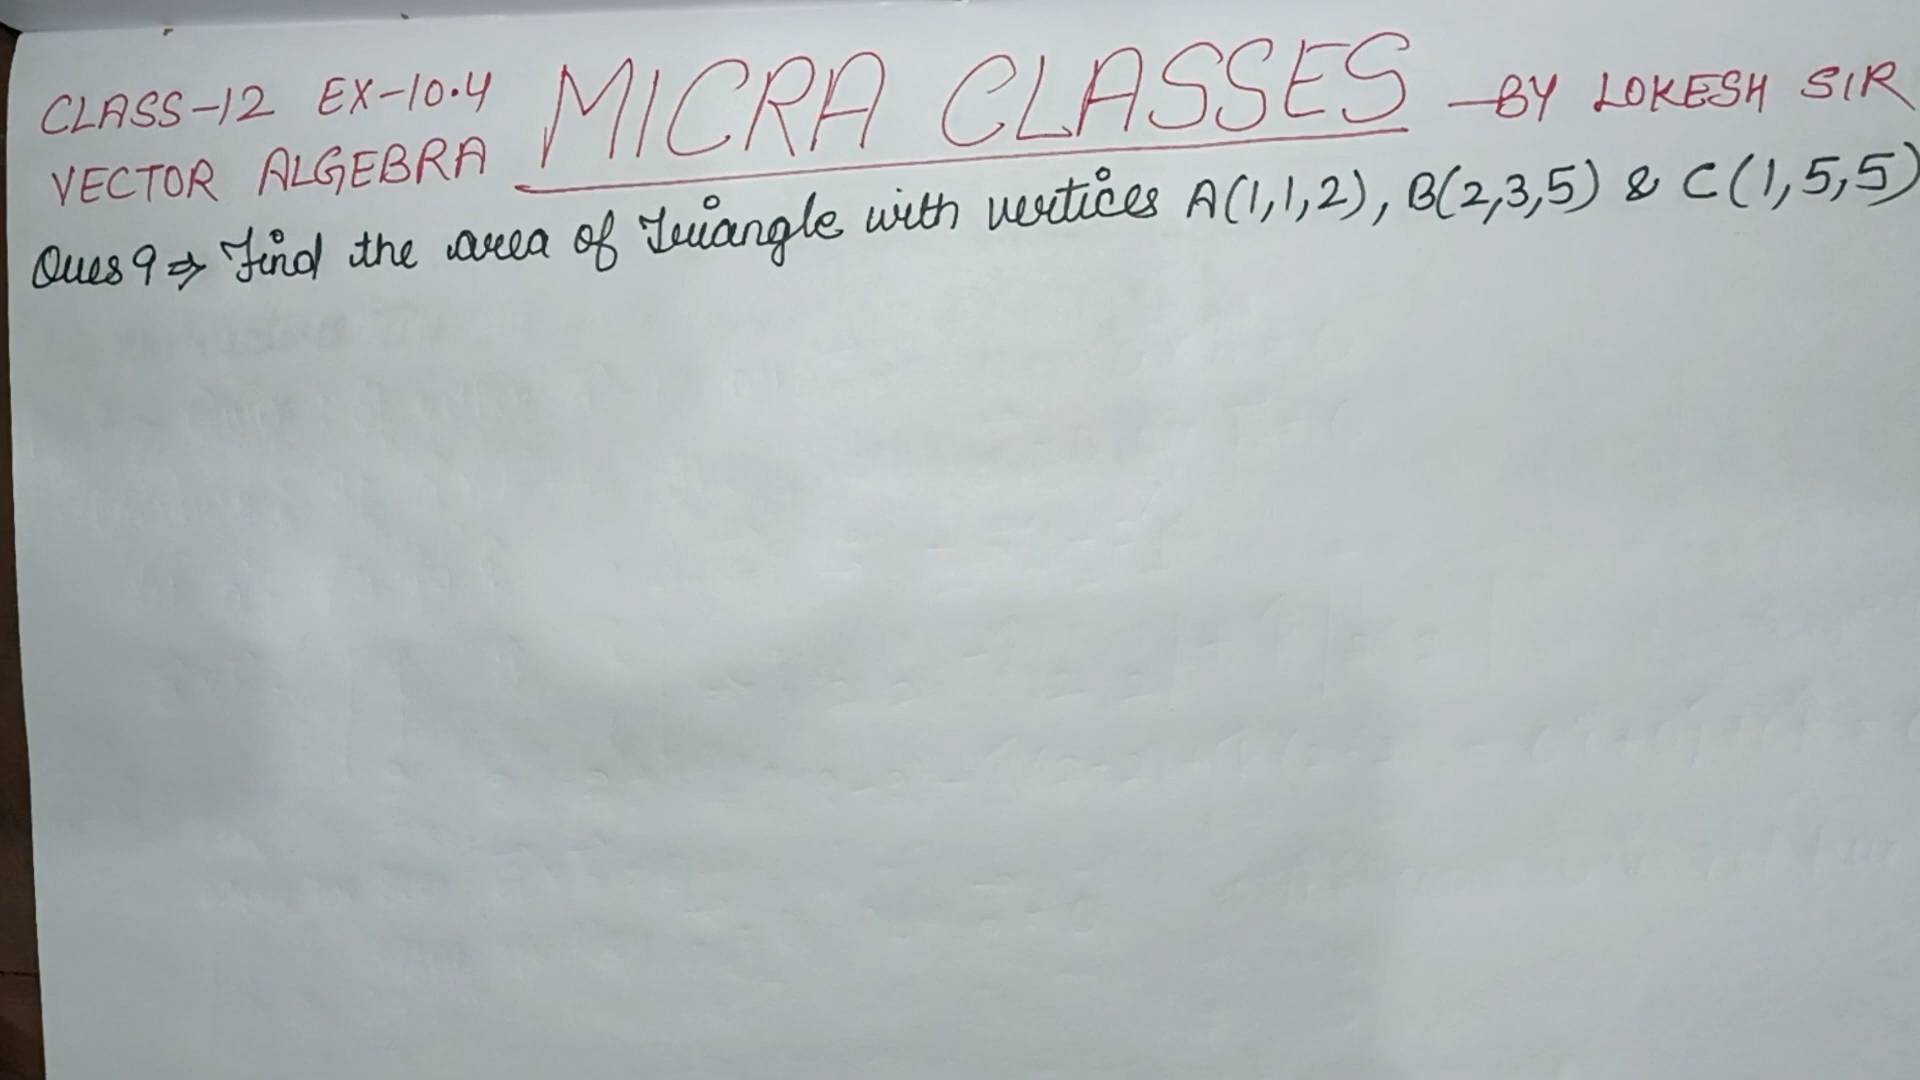 CLASS-12 EX-10.4 MICRA CLASSES -BY LOKESH SIR
VECTOR ALGEBRA
Ques 9 ⇒ Find the area of Triangle with vertices A(1,1,2), B(2,3,5) & C(1,5,5)